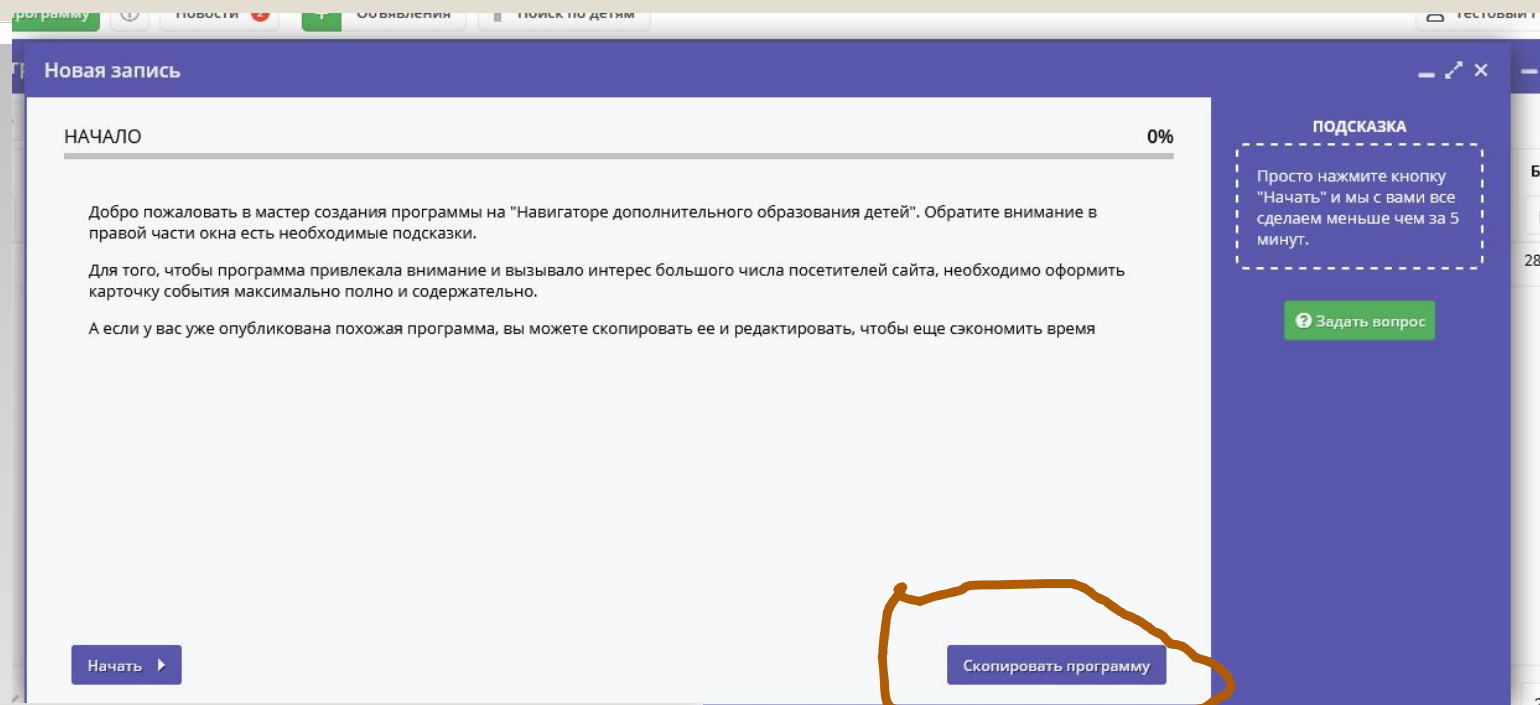 программу
Новости 2
Объявления
Поиск по детям
Тестовый
Новая запись
НАЧАЛО
0%
Добро пожаловать в мастер создания программы на "Навигаторе дополнительного образования детей". Обратите внимание в
правой части окна есть необходимые подсказки.
Для того, чтобы программа привлекала внимание и вызывало интерес большого числа посетителей сайта, необходимо оформить
карточку события максимально полно и содержательно.
А если у вас уже опубликована похожая программа, вы можете скопировать ее и редактировать, чтобы еще сэкономить время
Начать
Скопировать программу
ПОДСКАЗКА
Просто нажмите кнопку
"Начать" и мы с вами все
сделаем меньше чем за 5
минут.
Задать вопрос
28